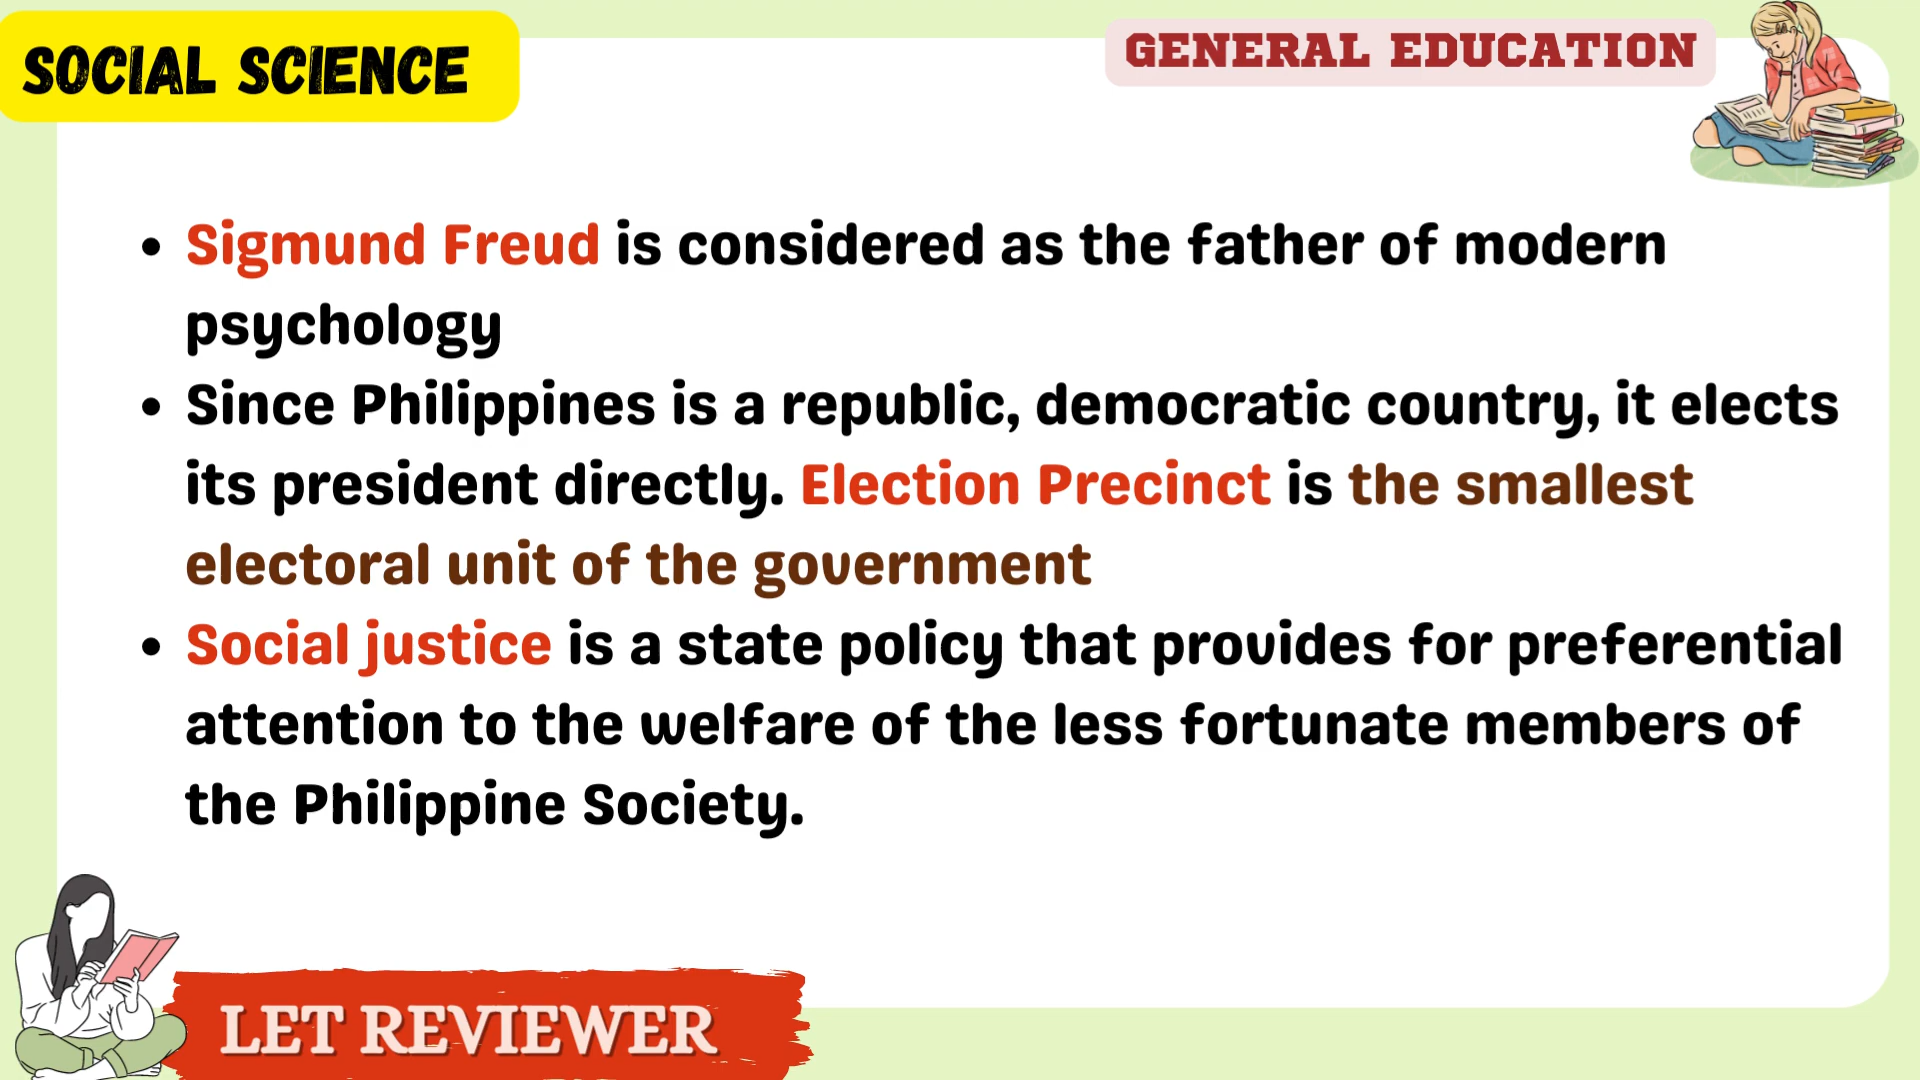 SOCIAL SCIENCE
GENERAL EDUCATION
• Sigmund Freud is considered as the father of modern
psychology
• Since Philippines is a republic, democratic country, it elects
its president directly. Election Precinct is the smallest
electoral unit of the government
• Social justice is a state policy that provides for preferential
attention to the welfare of the less fortunate members of
the Philippine Society.
LET REVIEWER